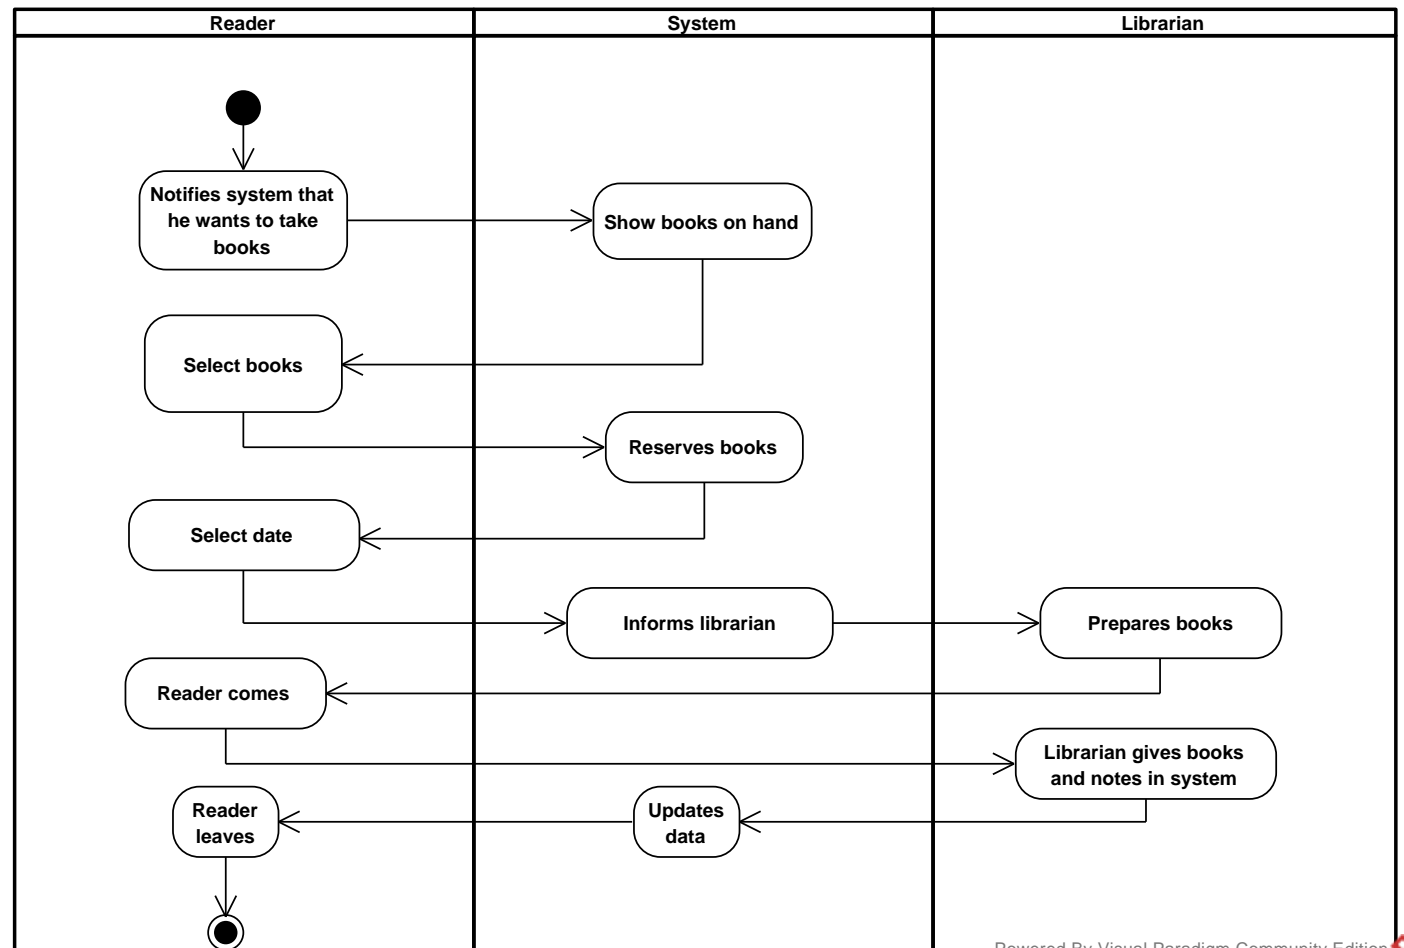 Reader
System
Librarian
Notifies system that
he wants to take
books
Show books on hand
Select books
Reserves books
Select date
Informs librarian
Prepares books
Reader comes
Librarian gives books
and notes in system
Updates
data
Reader
leaves
Powered By Visual Paradigm Community Edition